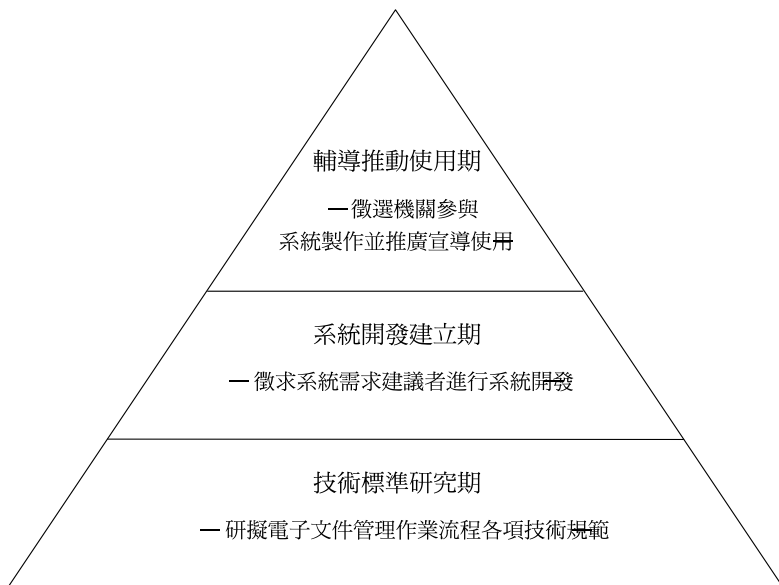 輔導推動使用期
—徵選機關參與
系統製作並推廣宣導使用—
系統開發建立期
—徵求系統需求建議者進行系統開發—
技術標準研究期
—研擬電子文件管理作業流程各項技術規範—